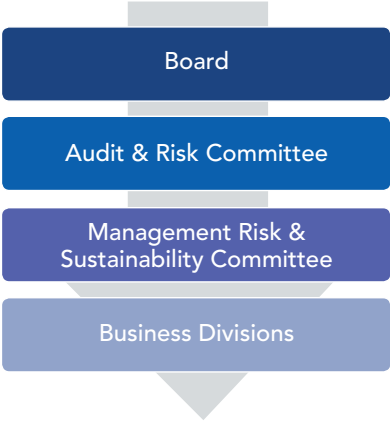 Board
Audit & Risk Committee
Management Risk &
Sustainability Committee
Business Divisions